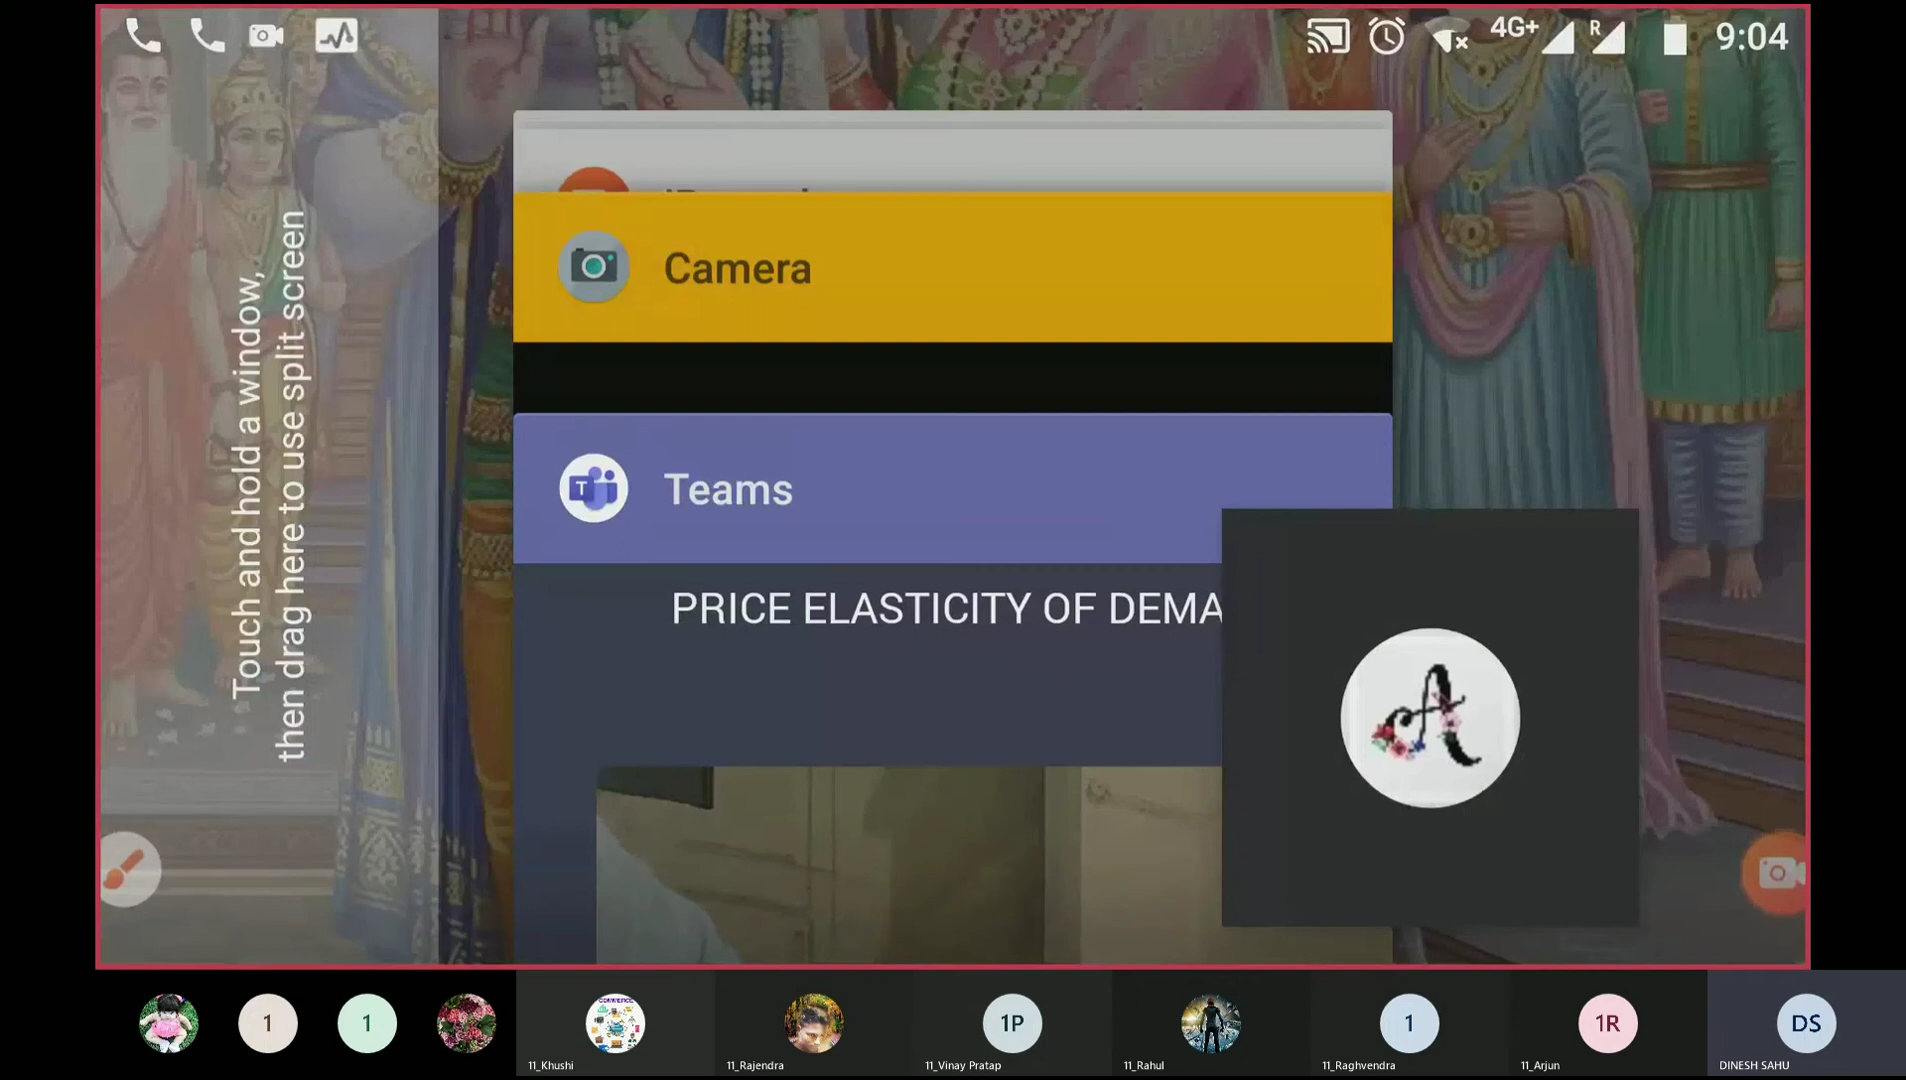 4G+ R 9:04
Touch and hold a window,
then drag here to use split screen
Camera
Teams
PRICE ELASTICITY OF DEMA
A
1
1
COMMERCE
1P
1
1R
DS
11_Khushi
11_Rajendra
11_Vinay Pratap
11_Rahul
11_Raghvendra
11_Arjun
DINESH SAHU